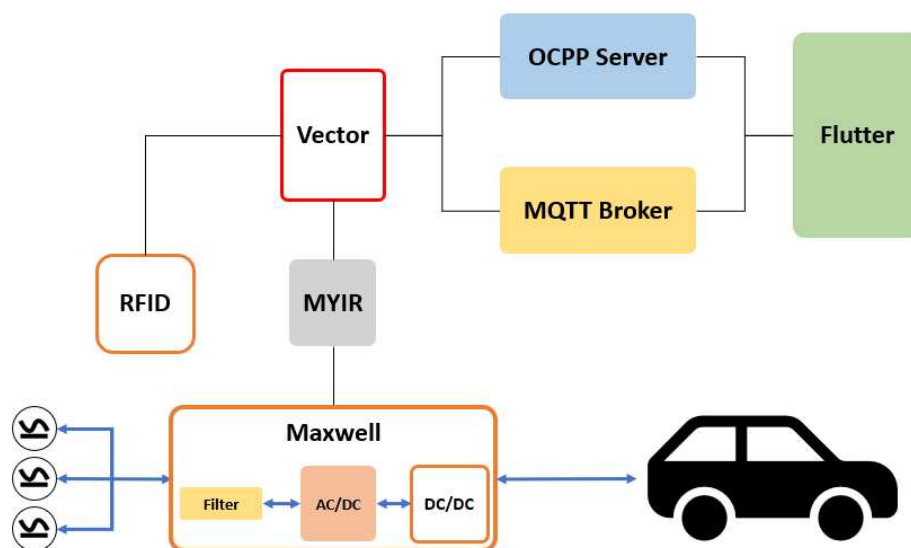 OCPP Server
Vector
Flutter
MQTT Broker
RFID
MYIR
Maxwell
Filter
AC/DC
DC/DC